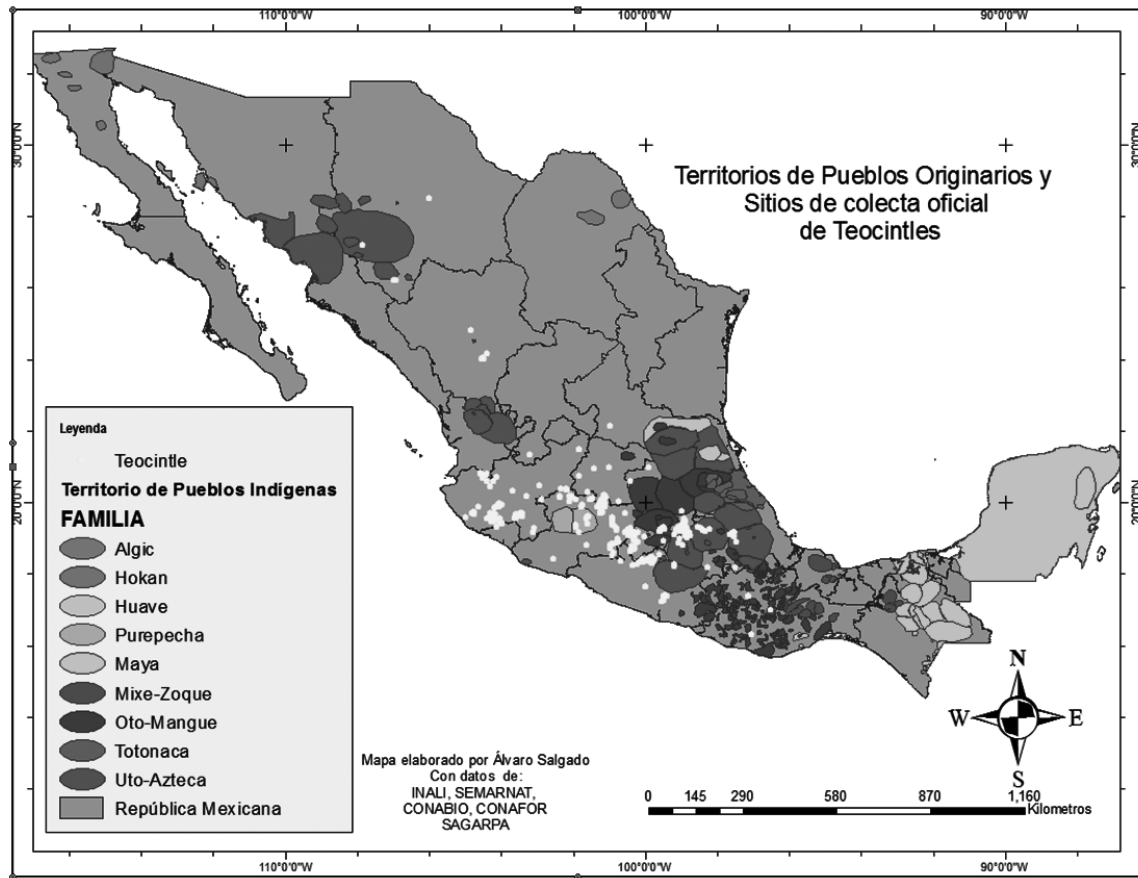 110°0'0"W
100°0'0"W
90°0'0"W
30°0'0"N
30°0'0"N
Territorios de Pueblos Originarios y
Sitios de colecta oficial
de Teocintles
20°0'0"N
20°0'0"N
Leyenda
Teocintle
Territorio de Pueblos Indígenas
FAMILIA
Algic
Hokan
Huave
Purepecha
Maya
Mixe-Zoque
Oto-Mangue
Totonaca
Uto-Azteca
República Mexicana
Mapa elaborado por Álvaro Salgado
Con datos de:
INALI, SEMARNAT,
CONABIO, CONAFOR
SAGARPA
N
W
E
S
0 145 290 580 870 1,160
Kilometros
110°0'0"W
100°0'0"W
90°0'0"W